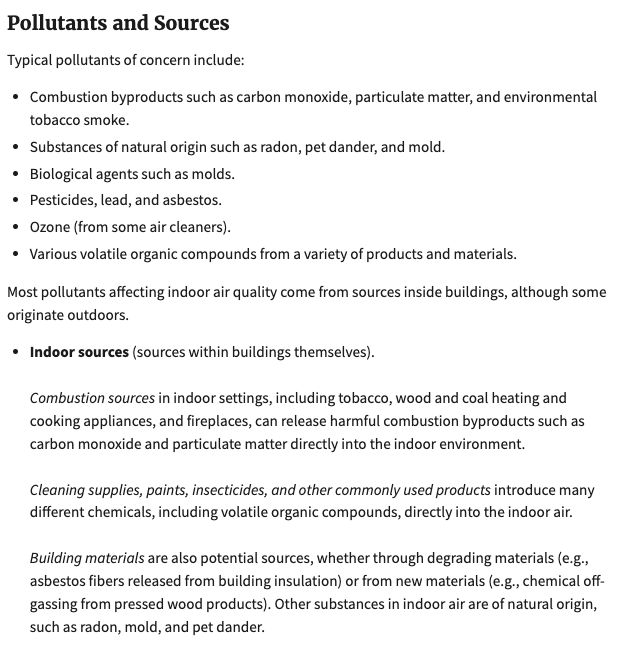 Pollutants and Sources
Typical pollutants of concern include:
• Combustion byproducts such as carbon monoxide, particulate matter, and environmental
tobacco smoke.
• Substances of natural origin such as radon, pet dander, and mold.
• Biological agents such as molds.
• Pesticides, lead, and asbestos.
• Ozone (from some air cleaners).
• Various volatile organic compounds from a variety of products and materials.
Most pollutants affecting indoor air quality come from sources inside buildings, although some
originate outdoors.
• Indoor sources (sources within buildings themselves).
Combustion sources in indoor settings, including tobacco, wood and coal heating and
cooking appliances, and fireplaces, can release harmful combustion byproducts such as
carbon monoxide and particulate matter directly into the indoor environment.
Cleaning supplies, paints, insecticides, and other commonly used products introduce many
different chemicals, including volatile organic compounds, directly into the indoor air.
Building materials are also potential sources, whether through degrading materials (e.g.,
asbestos fibers released from building insulation) or from new materials (e.g., chemical off-
gassing from pressed wood products). Other substances in indoor air are of natural origin,
such as radon, mold, and pet dander.